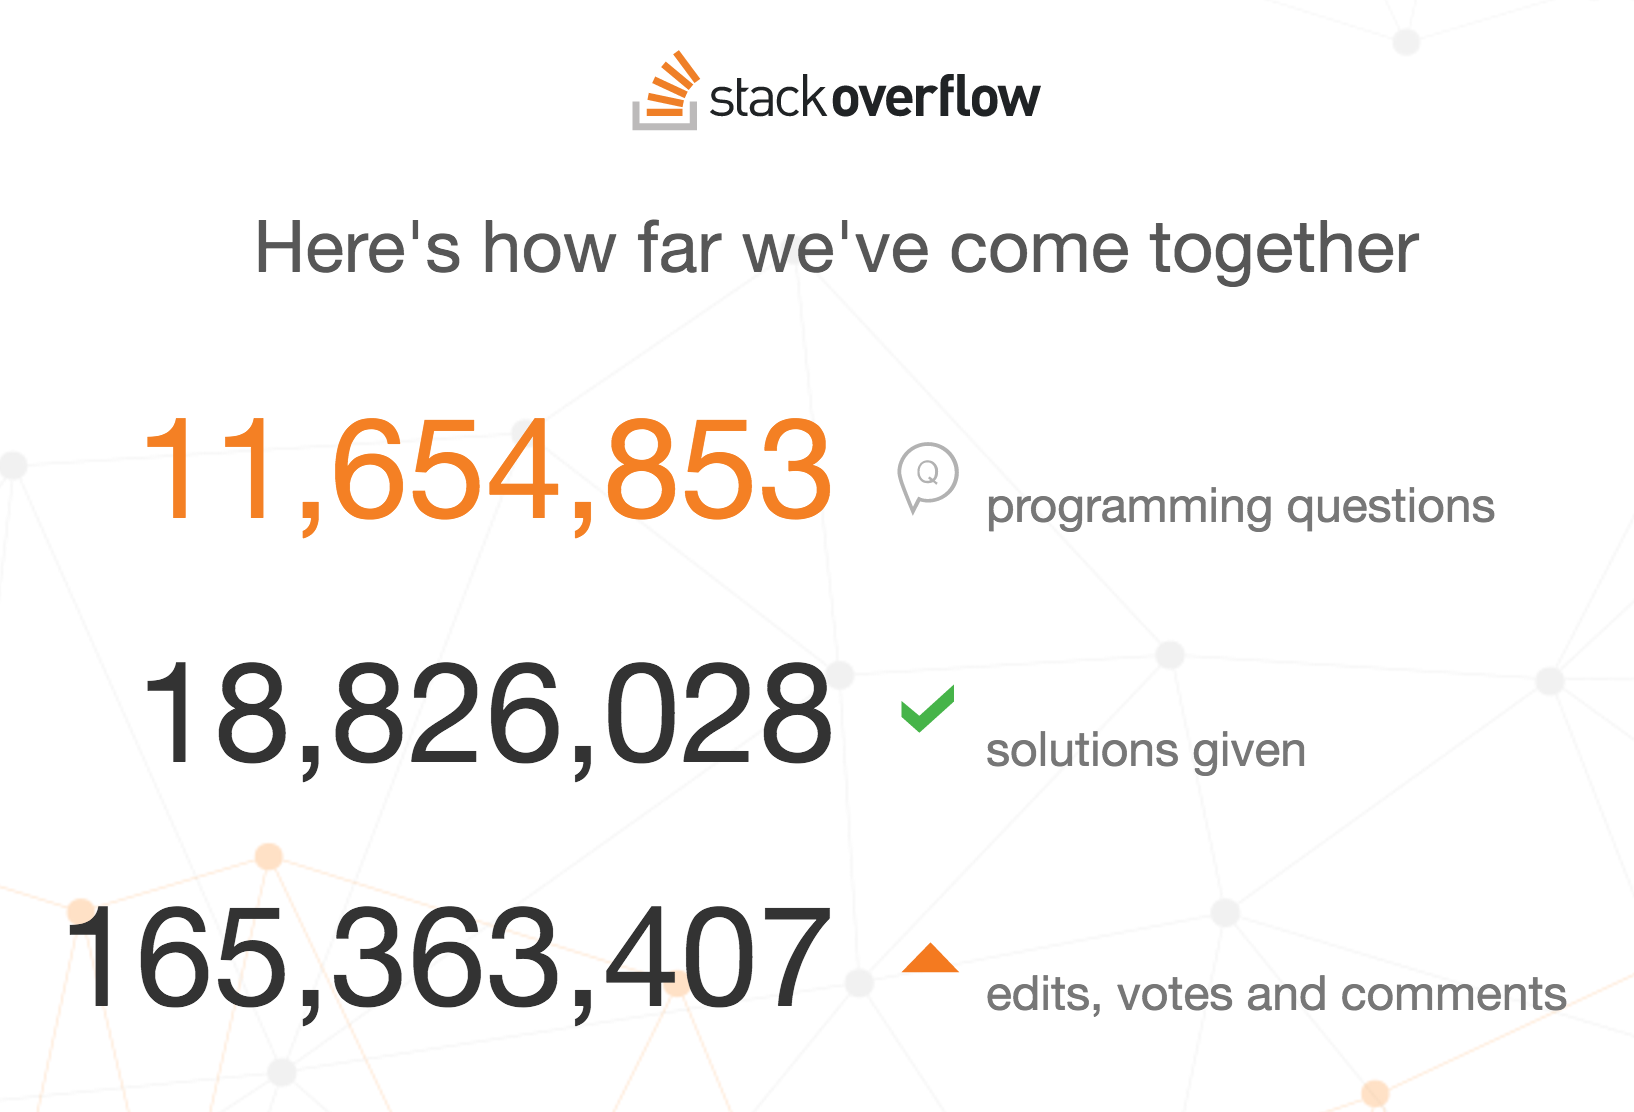 stackoverflow
Here's how far we've come together
11,654,853 Q programming questions
18,826,028 solutions given
165,363,407 edits, votes and comments